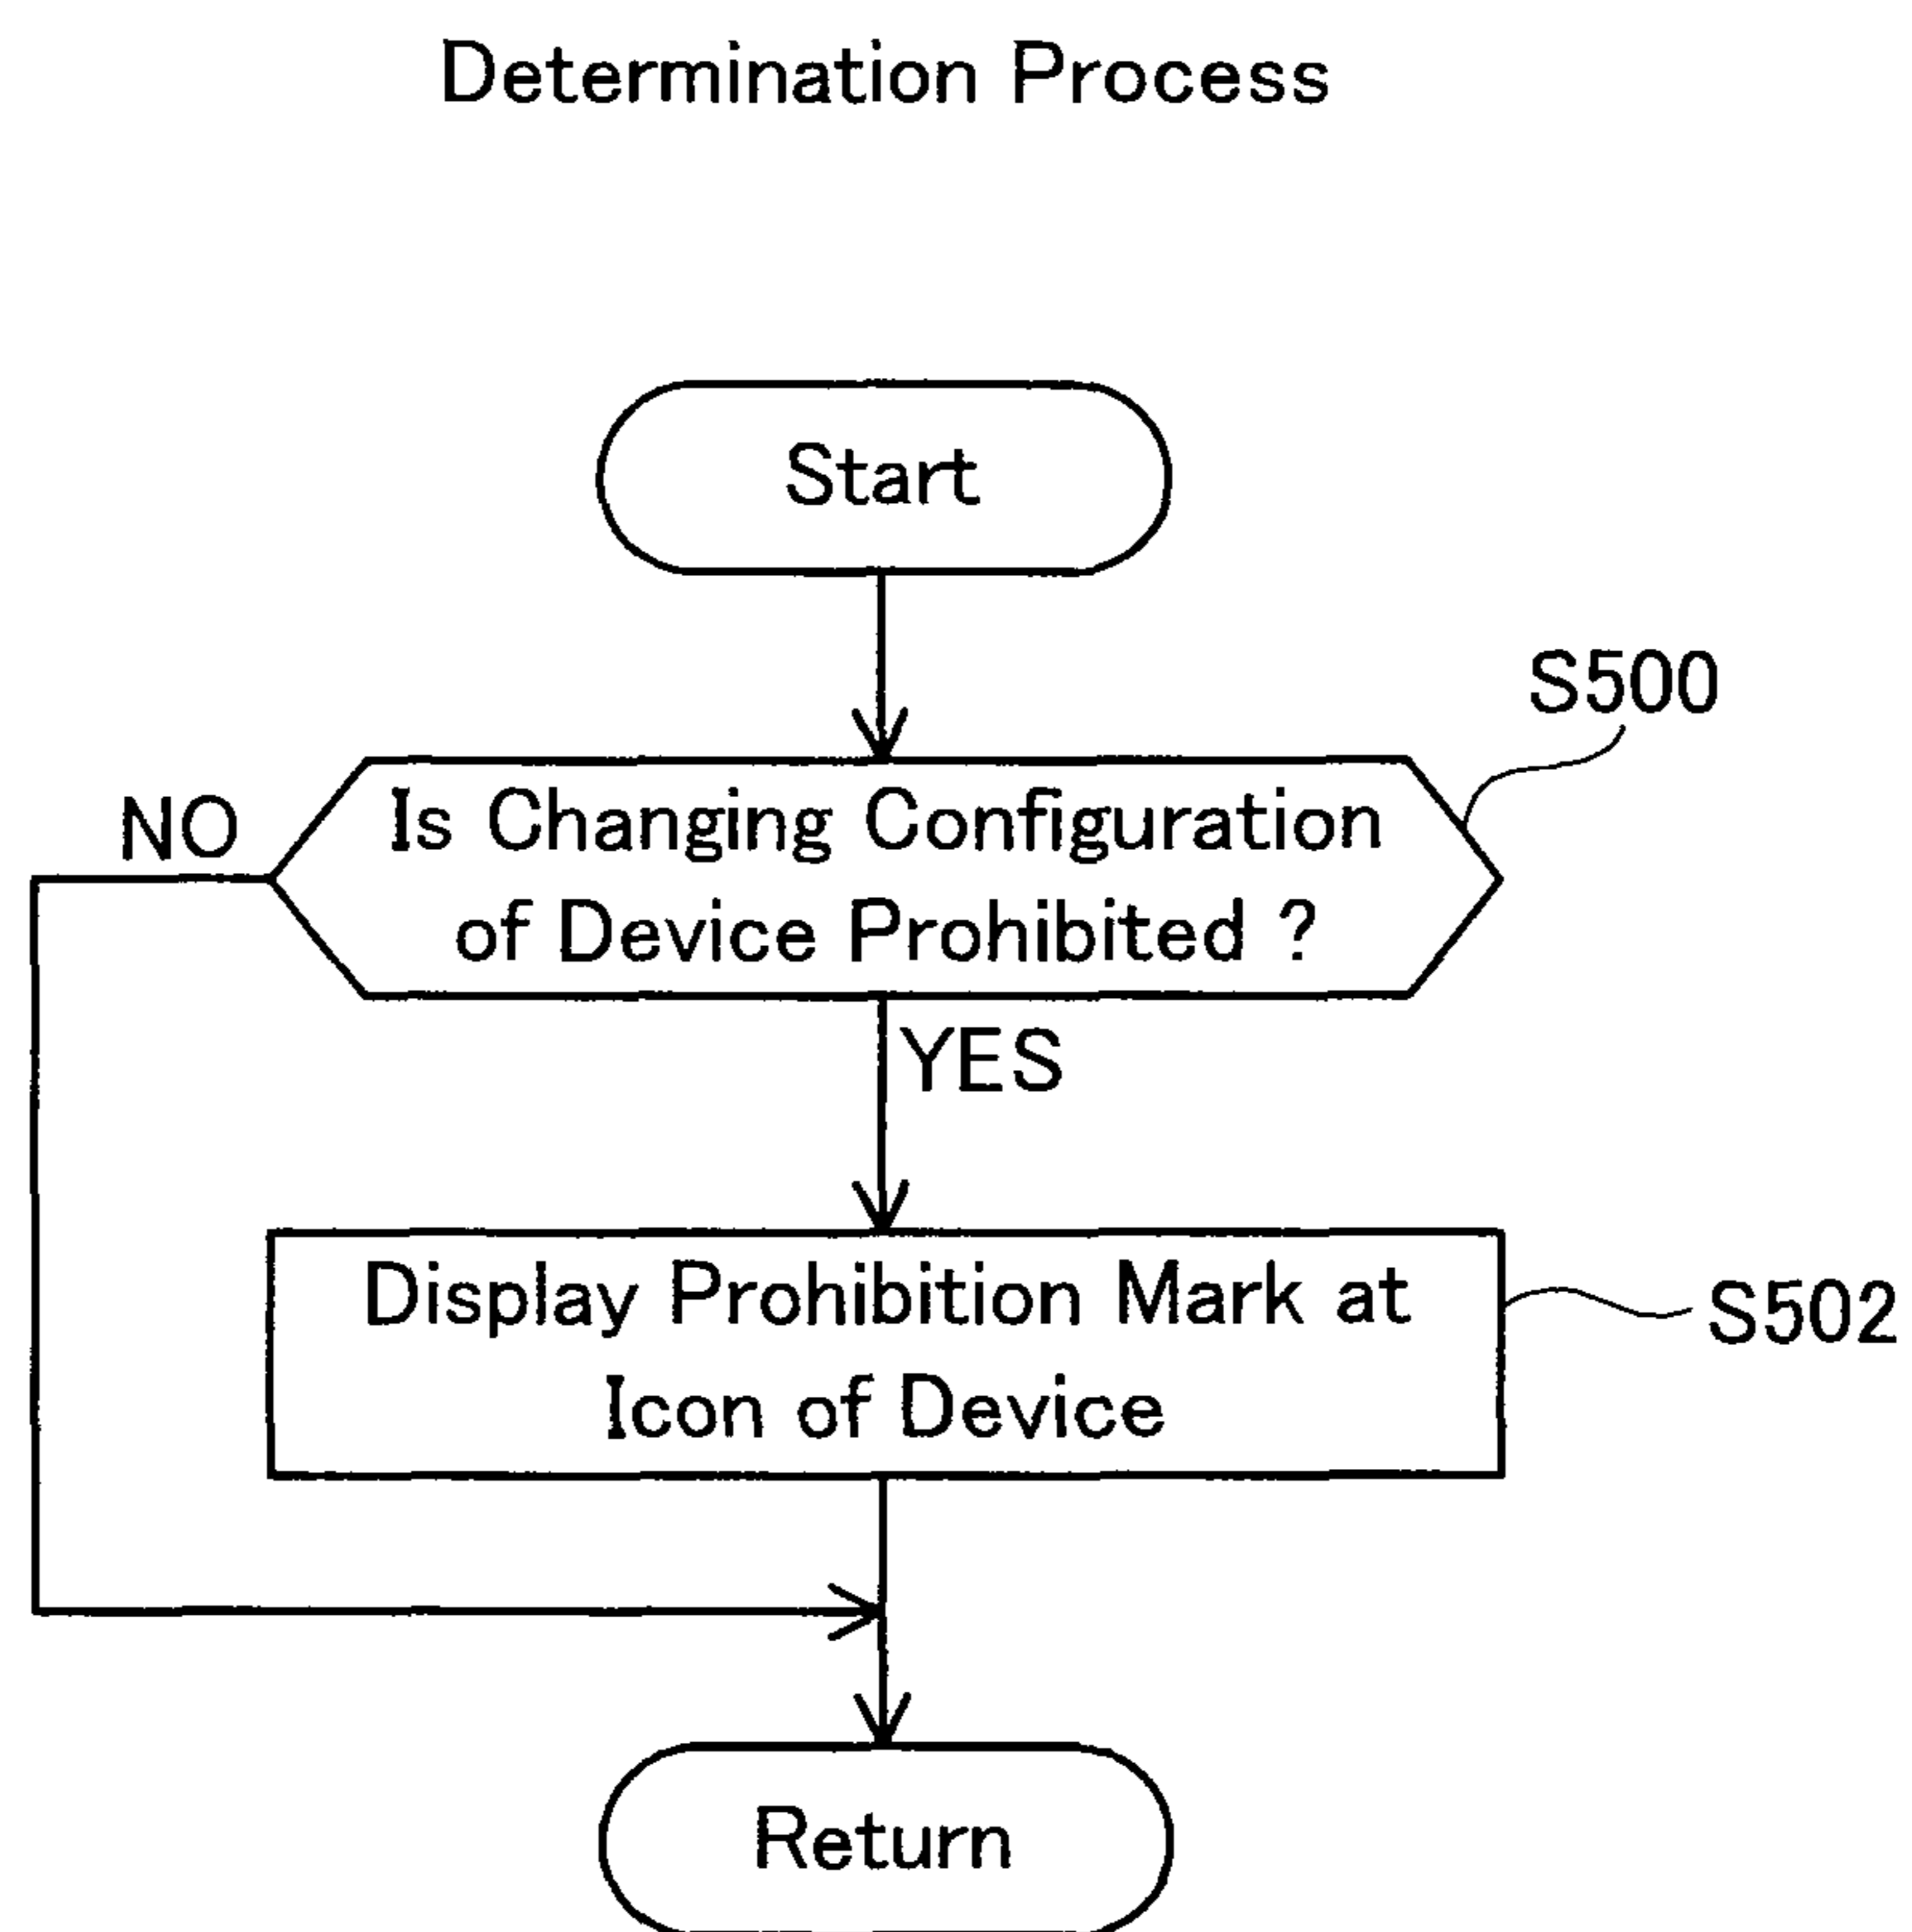 Determination Process
Start
S500
NO
Is Changing Configuration
of Device Prohibited ?
YES
Display Prohibition Mark at
Icon of Device
S502
Return